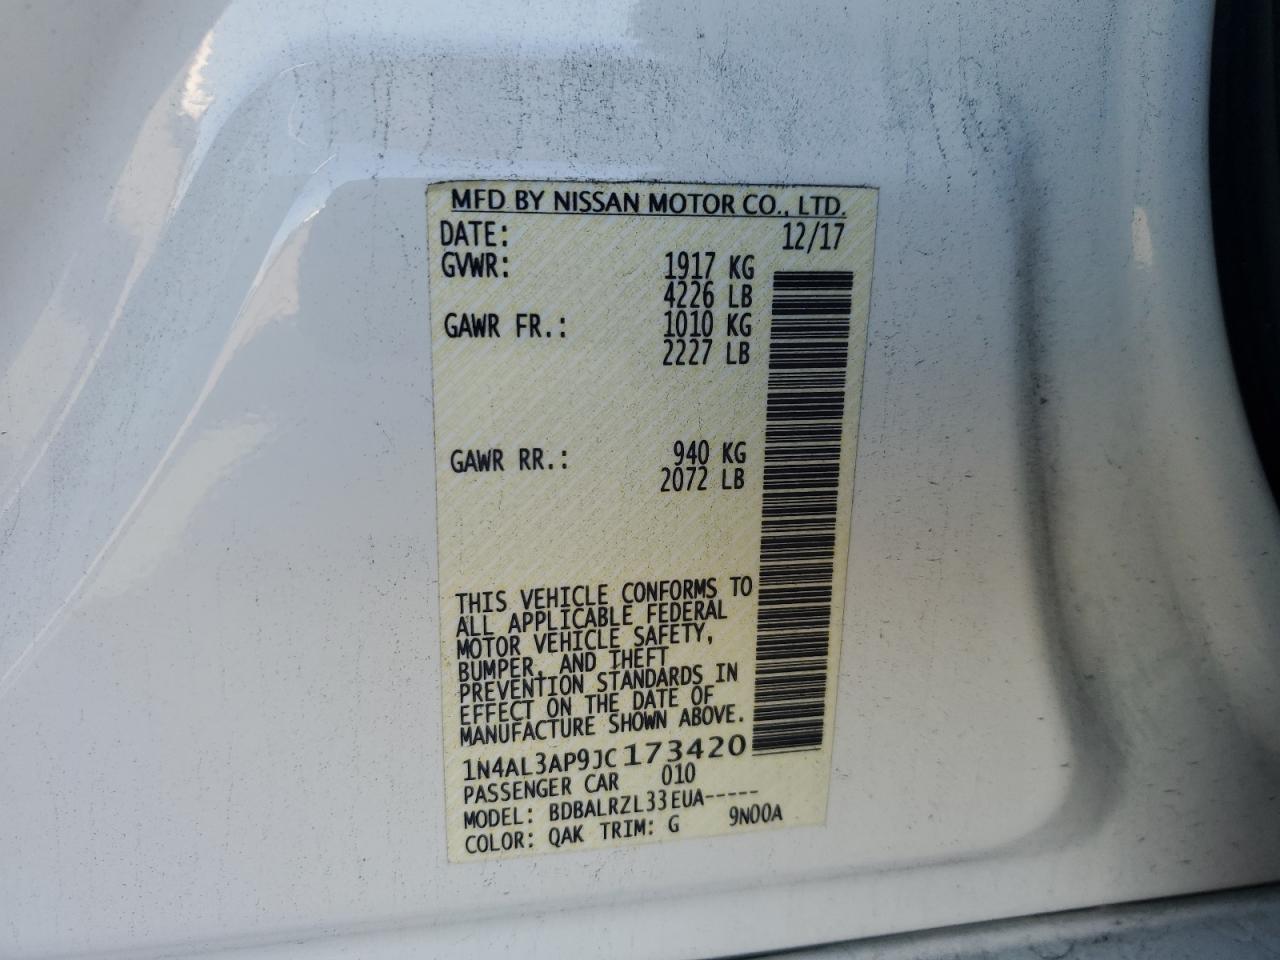 MFD BY NISSAN MOTOR CO., LTD.
DATE: 12/17
GVWR: 1917 KG
4226 LB
GAWR FR.: 1010 KG
2227 LB
GAWR RR.: 940 KG
2072 LB
THIS VEHICLE CONFORMS TO
ALL APPLICABLE FEDERAL
MOTOR VEHICLE SAFETY,
BUMPER, AND THEFT
PREVENTION STANDARDS IN
EFFECT ON THE DATE OF
MANUFACTURE SHOWN ABOVE.
1N4AL3AP9JC173420
PASSENGER CAR 010
MODEL: BDBALRZL33EUA-----
COLOR: QAK TRIM: G 9N00A